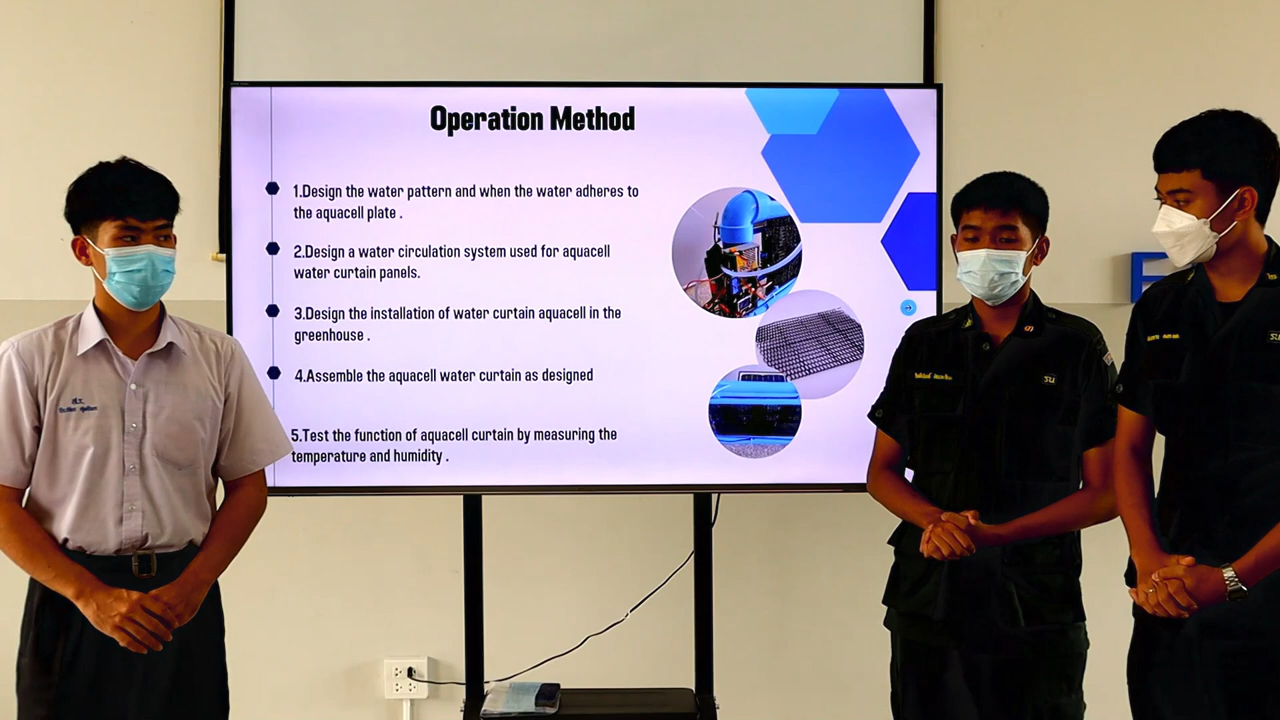 Operation Method
1.Design the water pattern and when the water adheres to
the aquacell plate .
2.Design a water circulation system used for aquacell
water curtain panels.
3.Design the installation of water curtain aquacell in the
greenhouse .
4.Assemble the aquacell water curtain as designed
5.Test the function of aquacell curtain by measuring the
temperature and humidity .